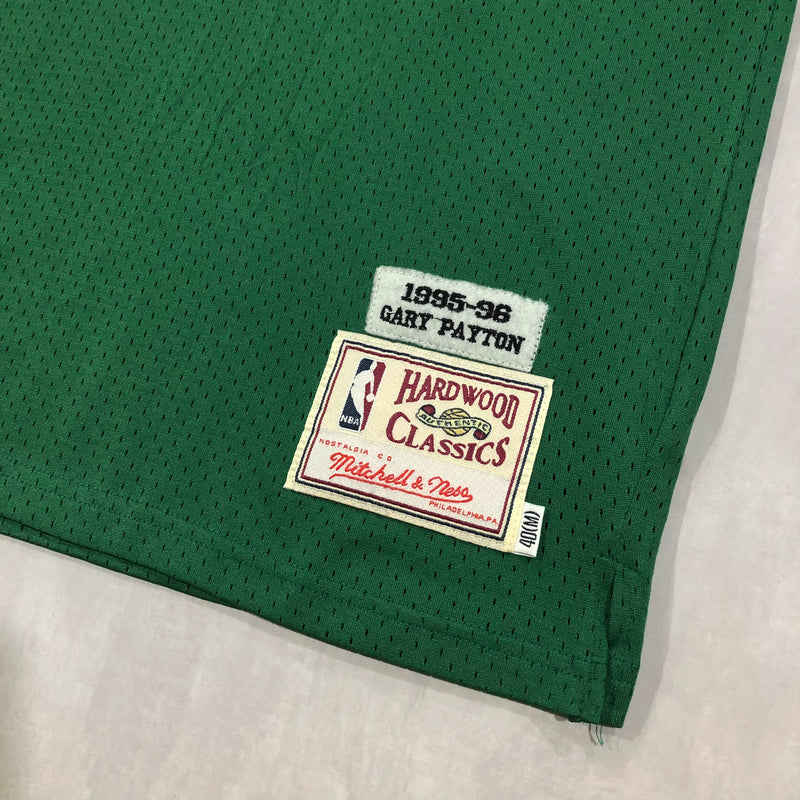 1995-96
GARY PAYTON
NBA
HARDWOOD
AUTHENTIC
CLASSICS
NOSTALGIA CO
Mitchell & Ness
PHILADELPHIA, PA
40(M)